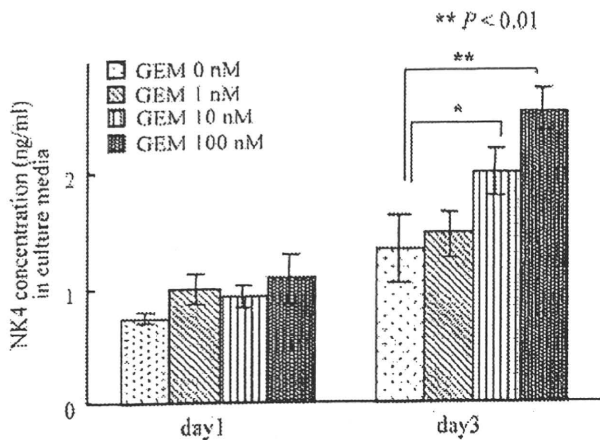 ** P < 0.01
GEM 0 nM
GEM 1 nM
GEM 10 nM
GEM 100 nM
**
*
NK4 concentration (ng/ml)
in culture media
2
1
0
day1
day3